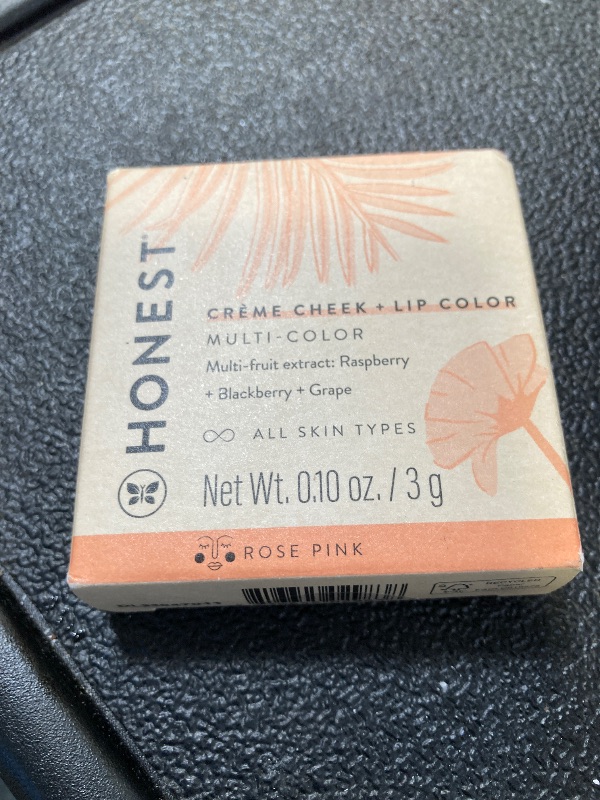 HONEST
CRÈME CHEEK + LIP COLOR
MULTI-COLOR
Multi-fruit extract: Raspberry
+ Blackberry + Grape
ALL SKIN TYPES
Net Wt. 0.10 oz. / 3 g
ROSE PINK